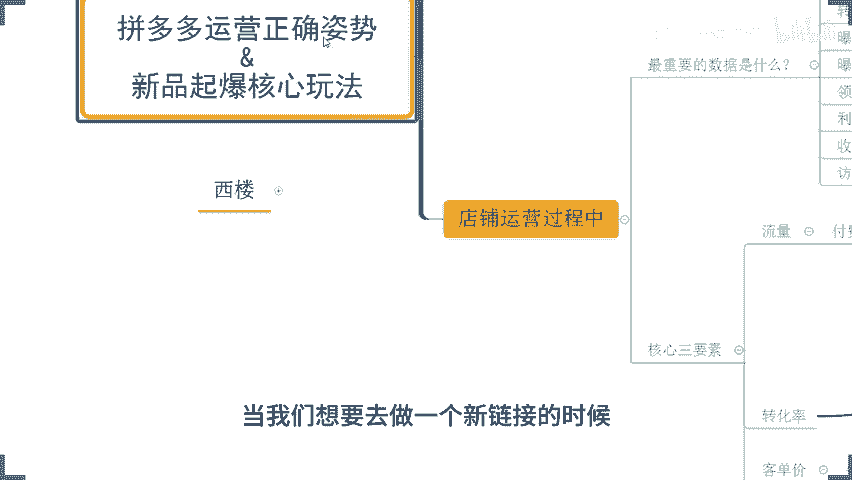 拼多多运营正确姿势
&
新品起爆核心玩法
最重要的数据是什么？
曝
曝
领
利
收
访
西楼
店铺运营过程中
流量
付费
核心三要素
当我们想要去做一个新链接的时候
转化率
客单价